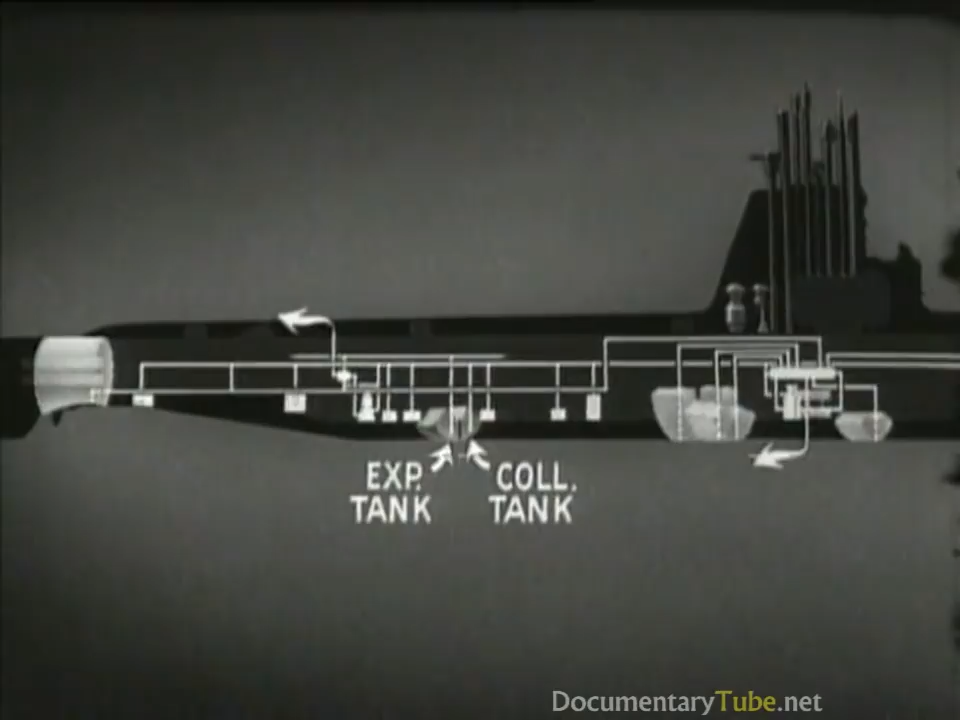 EXP.
TANK
COLL.
TANK
DocumentaryTube.net